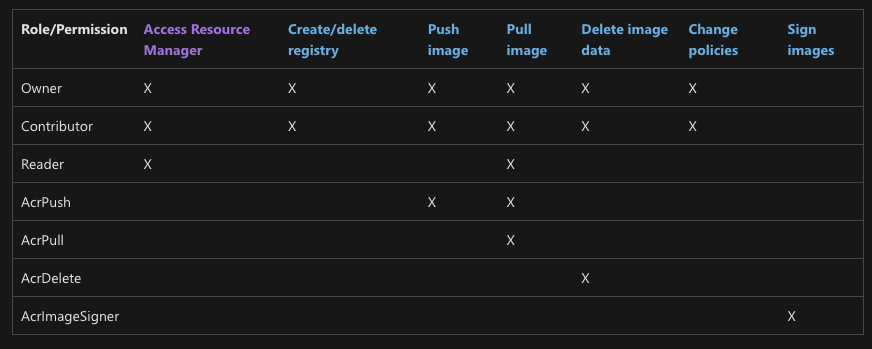 Role/Permission Access Resource Create/delete Push Pull Delete image Change Sign
Manager registry image image data policies images
Owner X X X X X X
Contributor X X X X X X
Reader X X
AcrPush X X
AcrPull X
AcrDelete X
AcrImageSigner X